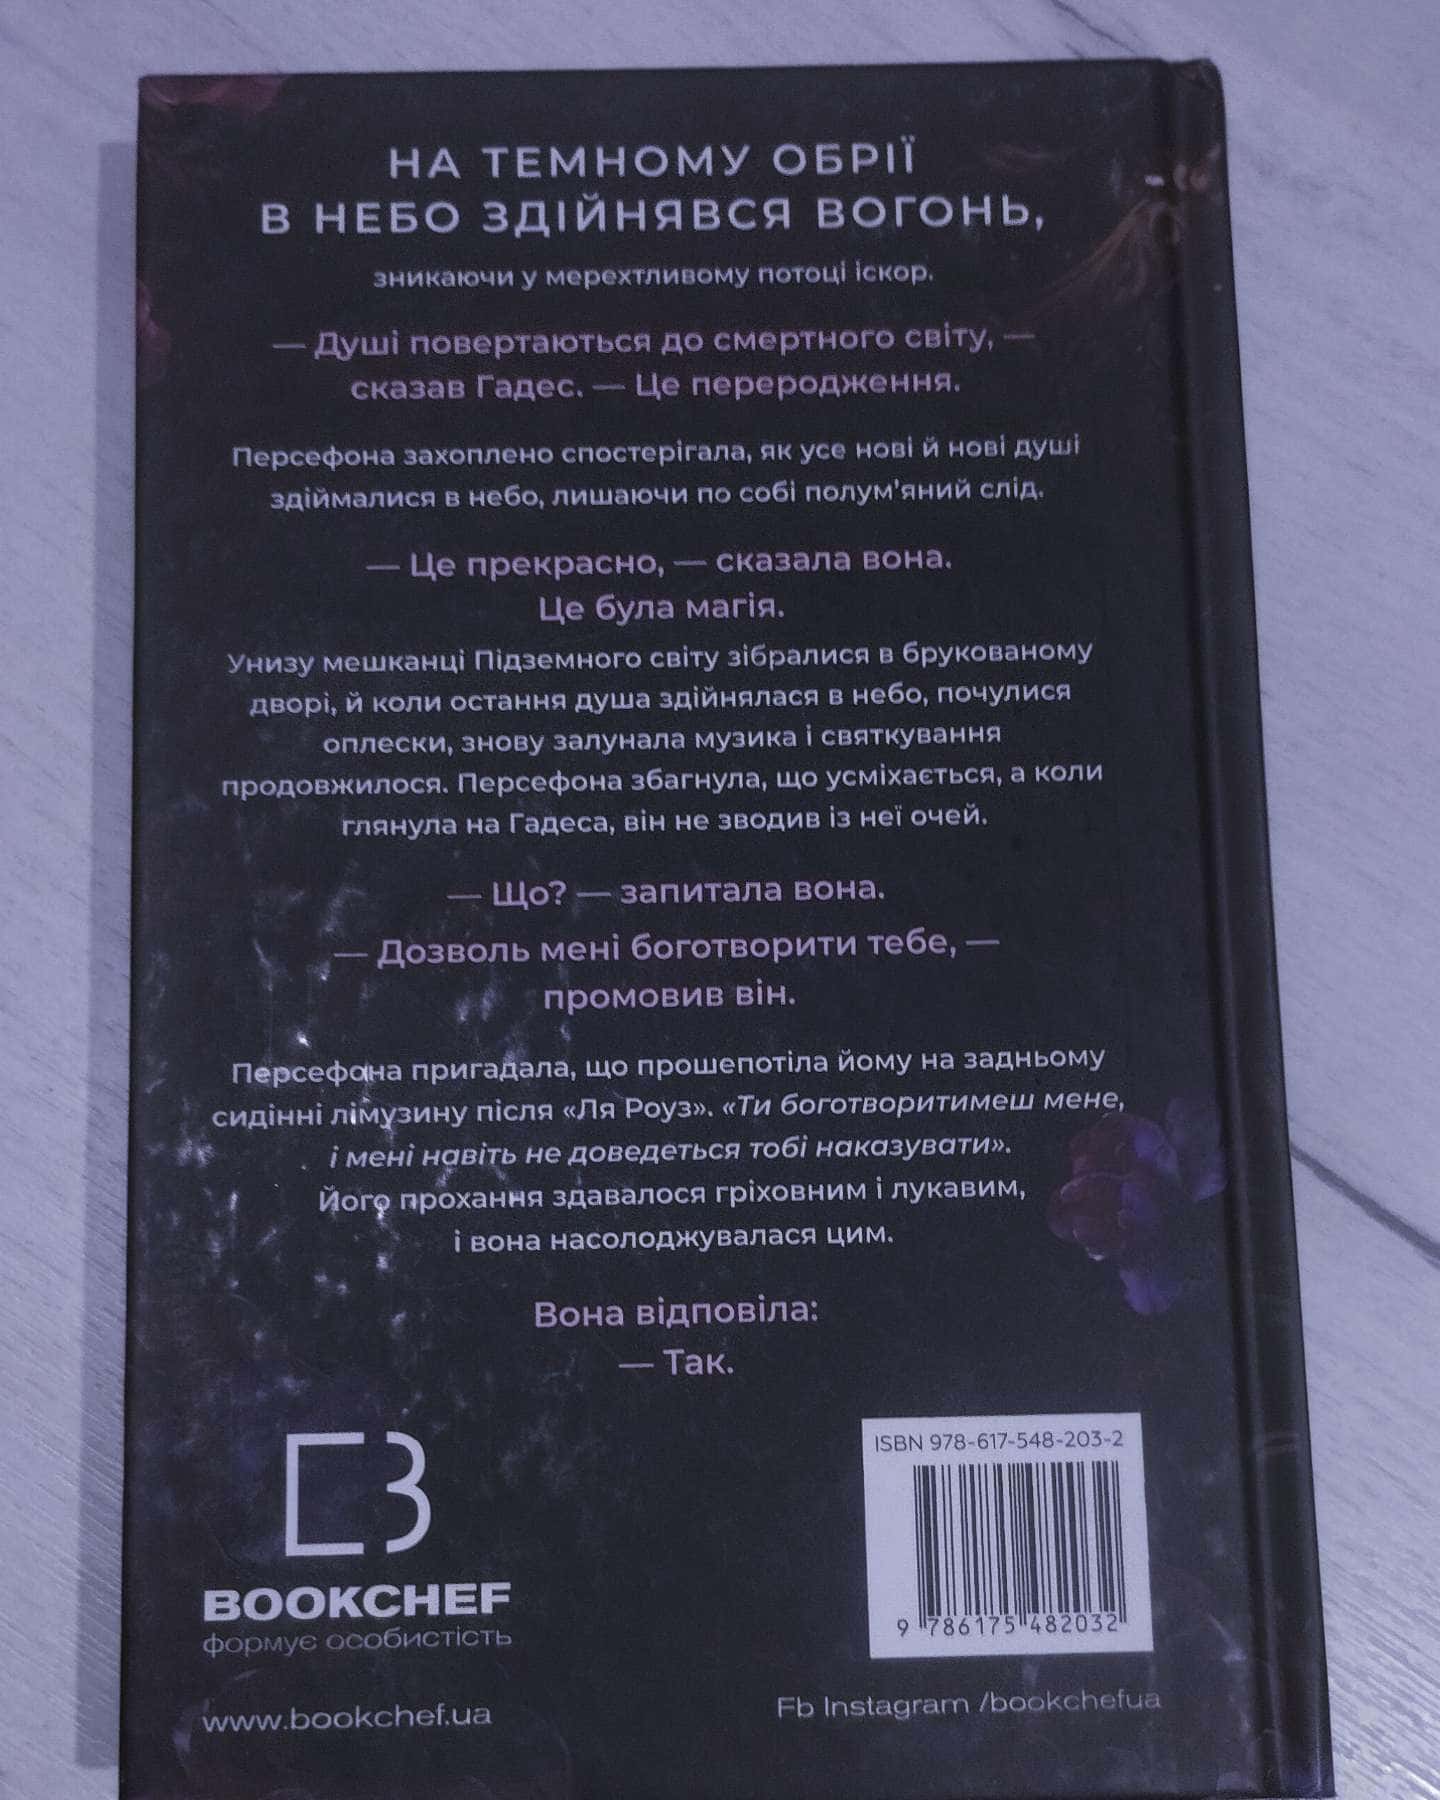 НА ТЕМНОМУ ОБРІЇ
В НЕБО ЗДІЙНЯВСЯ ВОГОНЬ,
зникаючи у мерехтливому потоці іскор.
— Душі повертаються до смертного світу, —
сказав Гадес. — Це переродження.
Персефона захоплено спостерігала, як усе нові й нові душі
здіймалися в небо, лишаючи по собі полум'яний слід.
— Це прекрасно, — сказала вона.
Це була магія.
Унизу мешканці Підземного світу зібралися в брукованому
дворі, й коли остання душа здійнялася в небо, почулися
оплески, знову залунала музика і святкування
продовжилося. Персефона збагнула, що усміхається, а коли
глянула на Гадеса, він не зводив із неї очей.
— Що? — запитала вона.
— Дозволь мені боготворити тебе, —
промовив він.
Персефона пригадала, що прошепотіла йому на задньому
сидінні лімузину після «Ля Роуз». «Ти боготворитимеш мене,
і мені навіть не доведеться тобі наказувати».
Його прохання здавалося гріховним і лукавим,
і вона насолоджувалася цим.
Вона відповіла:
— Так.
BOOKCHEF
формує особистість
www.bookchef.ua
ISBN 978-617-548-203-2
9 786175 482032
Fb Instagram /bookchefua